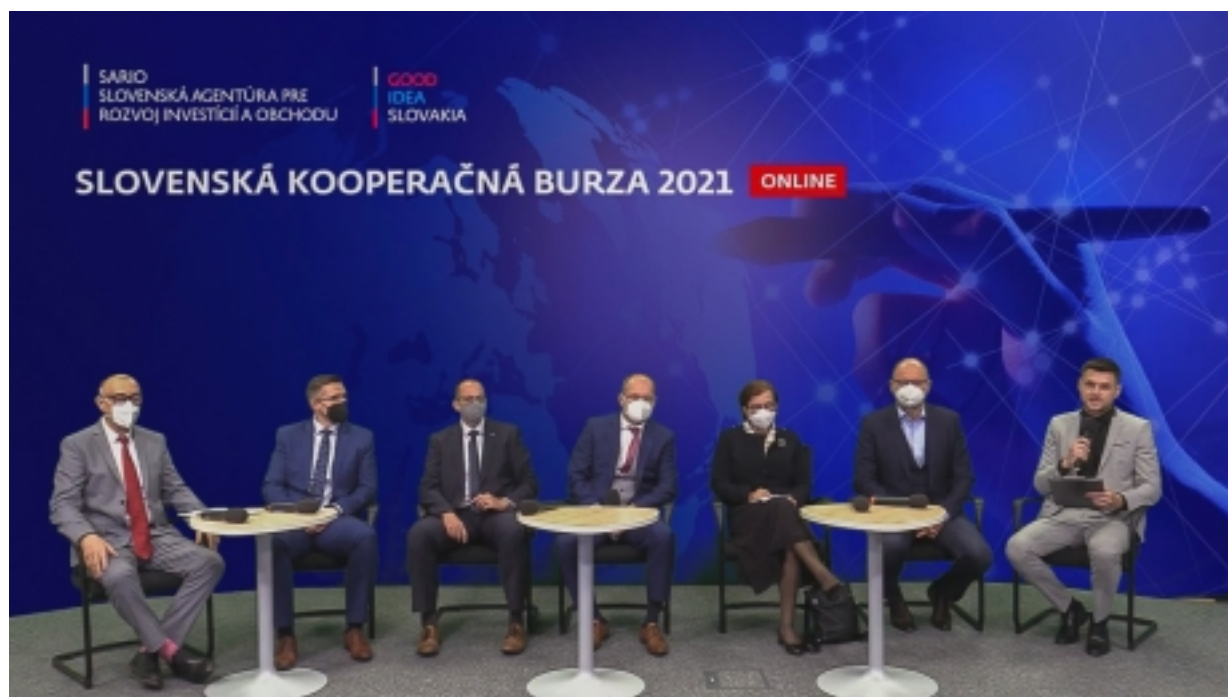 SARIO
SLOVENSKÁ AGENTÚRA PRE
ROZVOJ INVESTÍCIÍ A OBCHODU
GOOD
IDEA
SLOVAKIA
SLOVENSKÁ KOOPERAČNÁ BURZA 2021
ONLINE